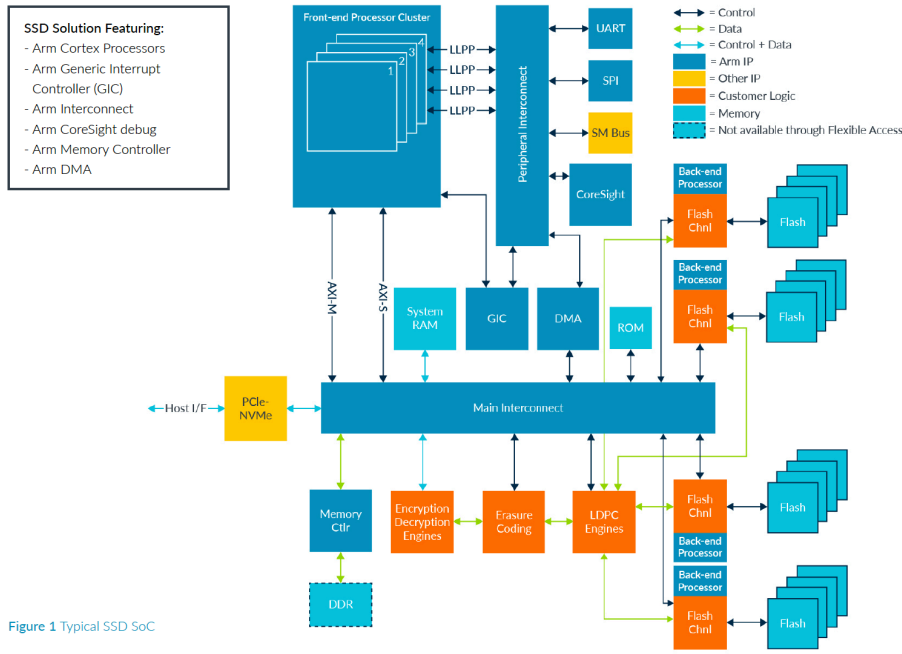 SSD Solution Featuring:
- Arm Cortex Processors
- Arm Generic Interrupt
Controller (GIC)
- Arm Interconnect
- Arm CoreSight debug
- Arm Memory Controller
- Arm DMA
Front-end Processor Cluster
4
3
2
1
LLPP
LLPP
LLPP
LLPP
Peripheral Interconnect
UART
SPI
SM Bus
CoreSight
= Control
= Data
= Control + Data
= Arm IP
= Other IP
= Customer Logic
= Memory
= Not available through Flexible Access
Back-end
Processor
Flash
Chnl
Flash
Back-end
Processor
Flash
Chnl
Flash
AXI-M
AXI-S
System
RAM
GIC
DMA
ROM
Host I/F
PCIe-
NVMe
Main Interconnect
Memory
Ctlr
Encryption
Decryption
Engines
Erasure
Coding
LDPC
Engines
Flash
Chnl
Back-end
Processor
Flash
Back-end
Processor
Flash
Chnl
Flash
DDR
Figure 1 Typical SSD SoC